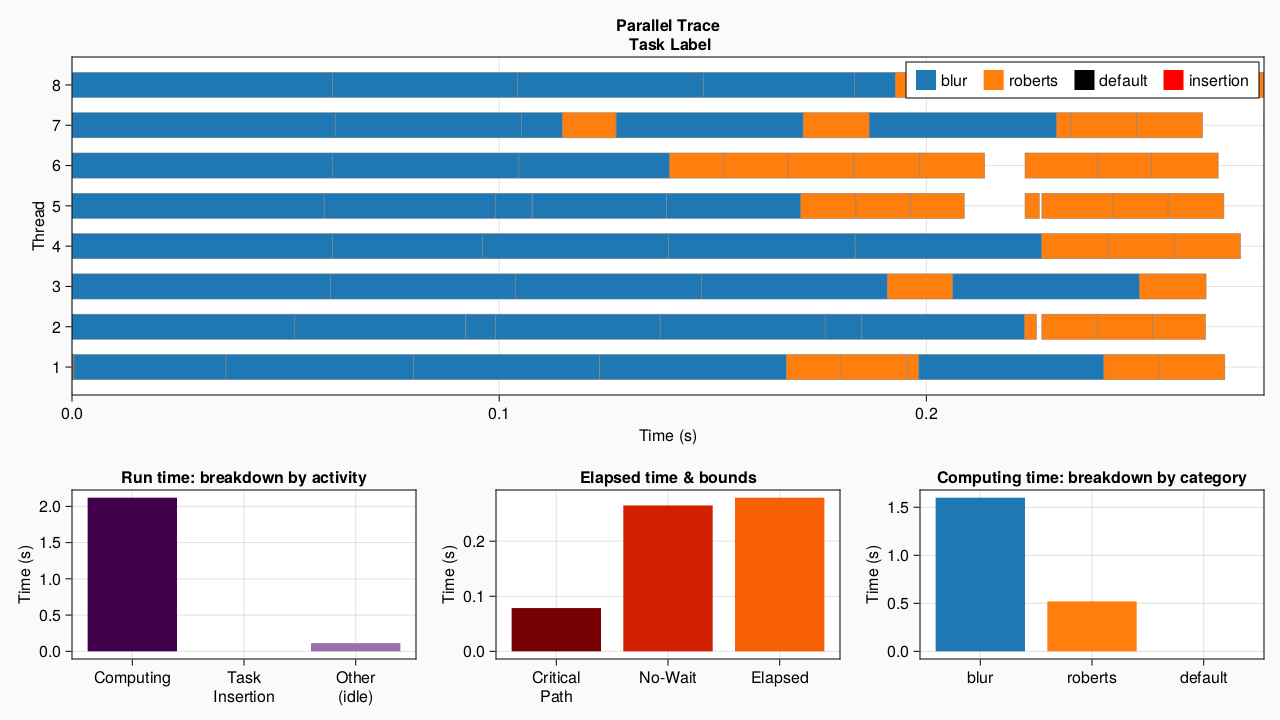 Parallel Trace
Task Label
blur roberts default insertion
8
7
6
5
4
3
2
1
Thread
0.0 0.1 0.2
Time (s)
Run time: breakdown by activity
2.0
1.5
1.0
0.5
0.0
Time (s)
Computing Task Insertion Other (idle)
Elapsed time & bounds
0.2
0.1
0.0
Time (s)
Critical Path No-Wait Elapsed
Computing time: breakdown by category
1.5
1.0
0.5
0.0
Time (s)
blur roberts default